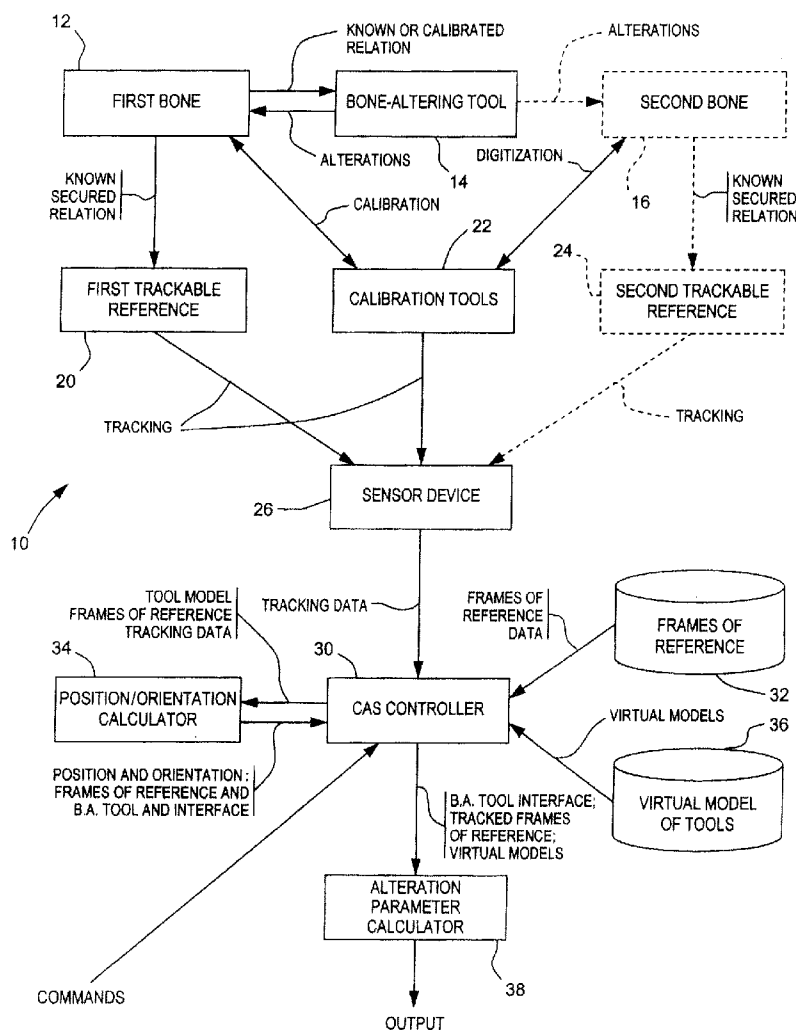 12
KNOWN OR CALIBRATED
RELATION
ALTERATIONS
FIRST BONE
BONE-ALTERING TOOL
SECOND BONE
ALTERATIONS
14
DIGITIZATION
16
KNOWN
SECURED
RELATION
CALIBRATION
KNOWN
SECURED
RELATION
22
24
FIRST TRACKABLE
REFERENCE
CALIBRATION TOOLS
SECOND TRACKABLE
REFERENCE
20
TRACKING
TRACKING
SENSOR DEVICE
26
10
TOOL MODEL
FRAMES OF REFERENCE
TRACKING DATA
TRACKING DATA
FRAMES OF
REFERENCE
DATA
FRAMES OF
REFERENCE
32
34
30
POSITION/ORIENTATION
CALCULATOR
CAS CONTROLLER
VIRTUAL MODELS
36
POSITION AND ORIENTATION :
FRAMES OF REFERENCE AND
B.A. TOOL AND INTERFACE
B.A. TOOL INTERFACE;
TRACKED FRAMES
OF REFERENCE;
VIRTUAL MODELS
VIRTUAL MODEL
OF TOOLS
ALTERATION
PARAMETER
CALCULATOR
38
COMMANDS
OUTPUT